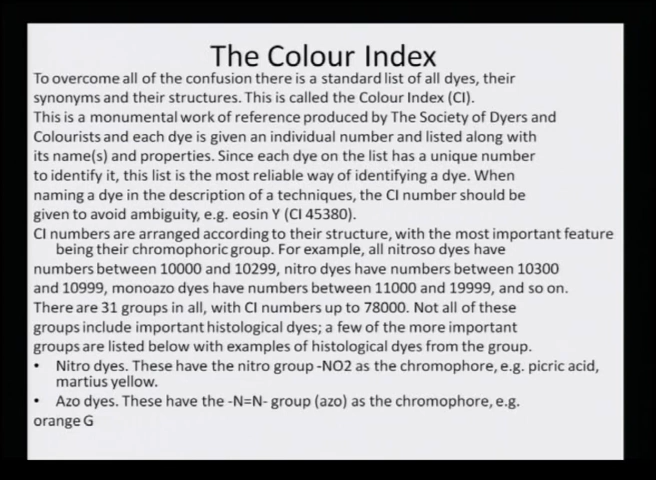 The Colour Index
To overcome all of the confusion there is a standard list of all dyes, their
synonyms and their structures. This is called the Colour Index (CI).
This is a monumental work of reference produced by The Society of Dyers and
Colourists and each dye is given an individual number and listed along with
its name(s) and properties. Since each dye on the list has a unique number
to identify it, this list is the most reliable way of identifying a dye. When
naming a dye in the description of a techniques, the CI number should be
given to avoid ambiguity, e.g. eosin Y (CI 45380).
CI numbers are arranged according to their structure, with the most important feature
being their chromophoric group. For example, all nitroso dyes have
numbers between 10000 and 10299, nitro dyes have numbers between 10300
and 10999, monoazo dyes have numbers between 11000 and 19999, and so on.
There are 31 groups in all, with CI numbers up to 78000. Not all of these
groups include important histological dyes; a few of the more important
groups are listed below with examples of histological dyes from the group.
• Nitro dyes. These have the nitro group -NO2 as the chromophore, e.g. picric acid,
martius yellow.
• Azo dyes. These have the -N=N- group (azo) as the chromophore, e.g.
orange G